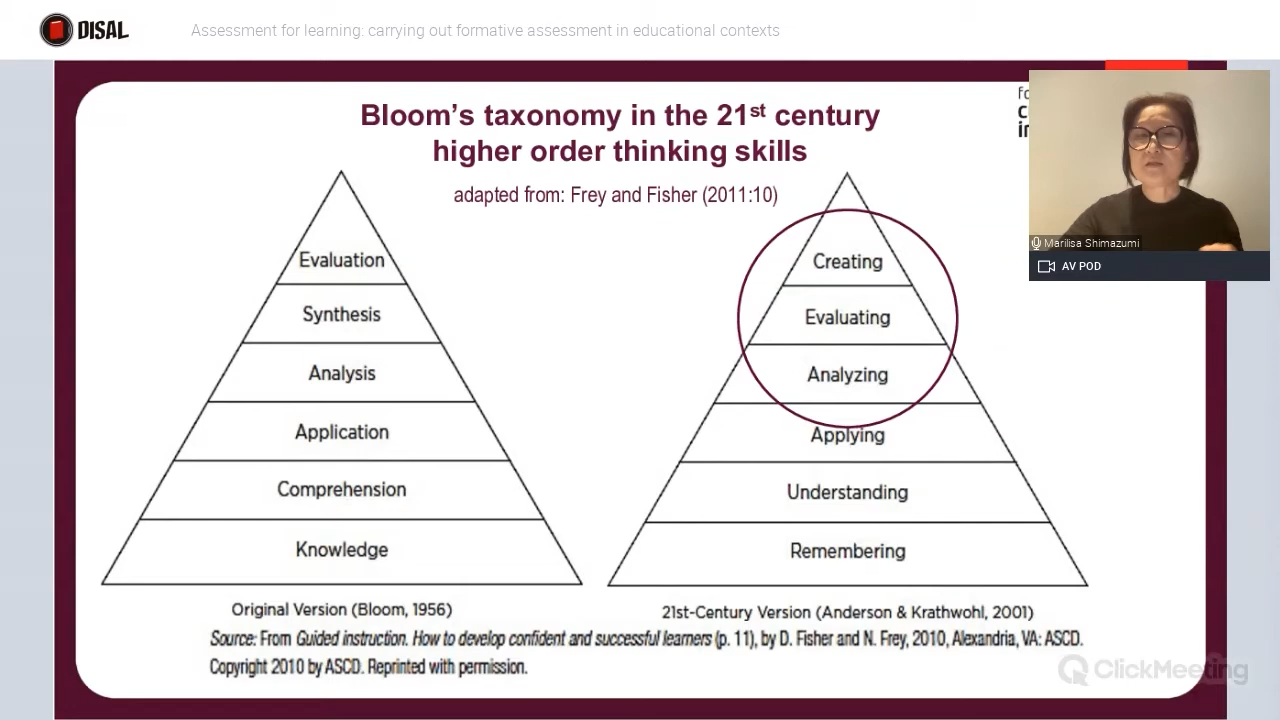 DISAL
Assessment for learning: carrying out formative assessment in educational contexts
Bloom's taxonomy in the 21st century
higher order thinking skills
adapted from: Frey and Fisher (2011:10)
Evaluation
Synthesis
Analysis
Application
Comprehension
Knowledge
Original Version (Bloom, 1956)
Creating
Evaluating
Analyzing
Applying
Understanding
Remembering
21st-Century Version (Anderson & Krathwohl, 2001)
Source: From Guided instruction. How to develop confident and successful learners (p. 11), by D. Fisher and N. Frey, 2010, Alexandria, VA: ASCD.
Copyright 2010 by ASCD. Reprinted with permission.
Marilisa Shimazumi
AV POD
ClickMeeting